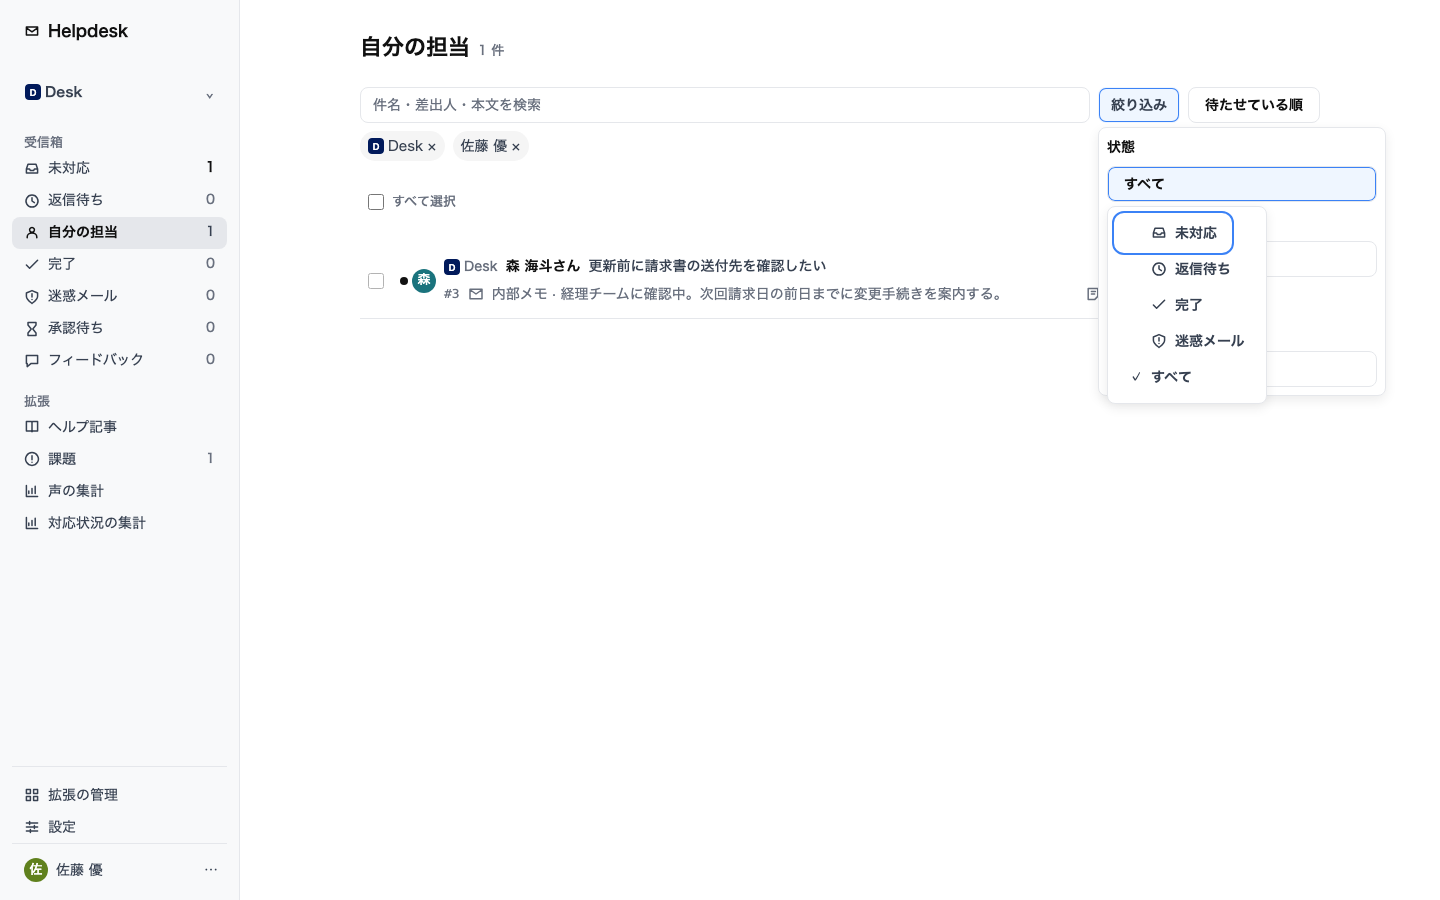 Helpdesk
D Desk
受信箱
未対応 1
返信待ち 0
自分の担当 1
完了 0
迷惑メール 0
承認待ち 0
フィードバック 0
拡張
ヘルプ記事
課題 1
声の集計
対応状況の集計
拡張の管理
設定
佐 佐藤 優 …
自分の担当 1 件
件名・差出人・本文を検索
絞り込み
待たせている順
D Desk ×
佐藤 優 ×
すべて選択
森
D Desk 森 海斗さん 更新前に請求書の送付先を確認したい
#3 内部メモ · 経理チームに確認中。次回請求日の前日までに変更手続きを案内する。
状態
すべて
未対応
返信待ち
完了
迷惑メール
✓ すべて